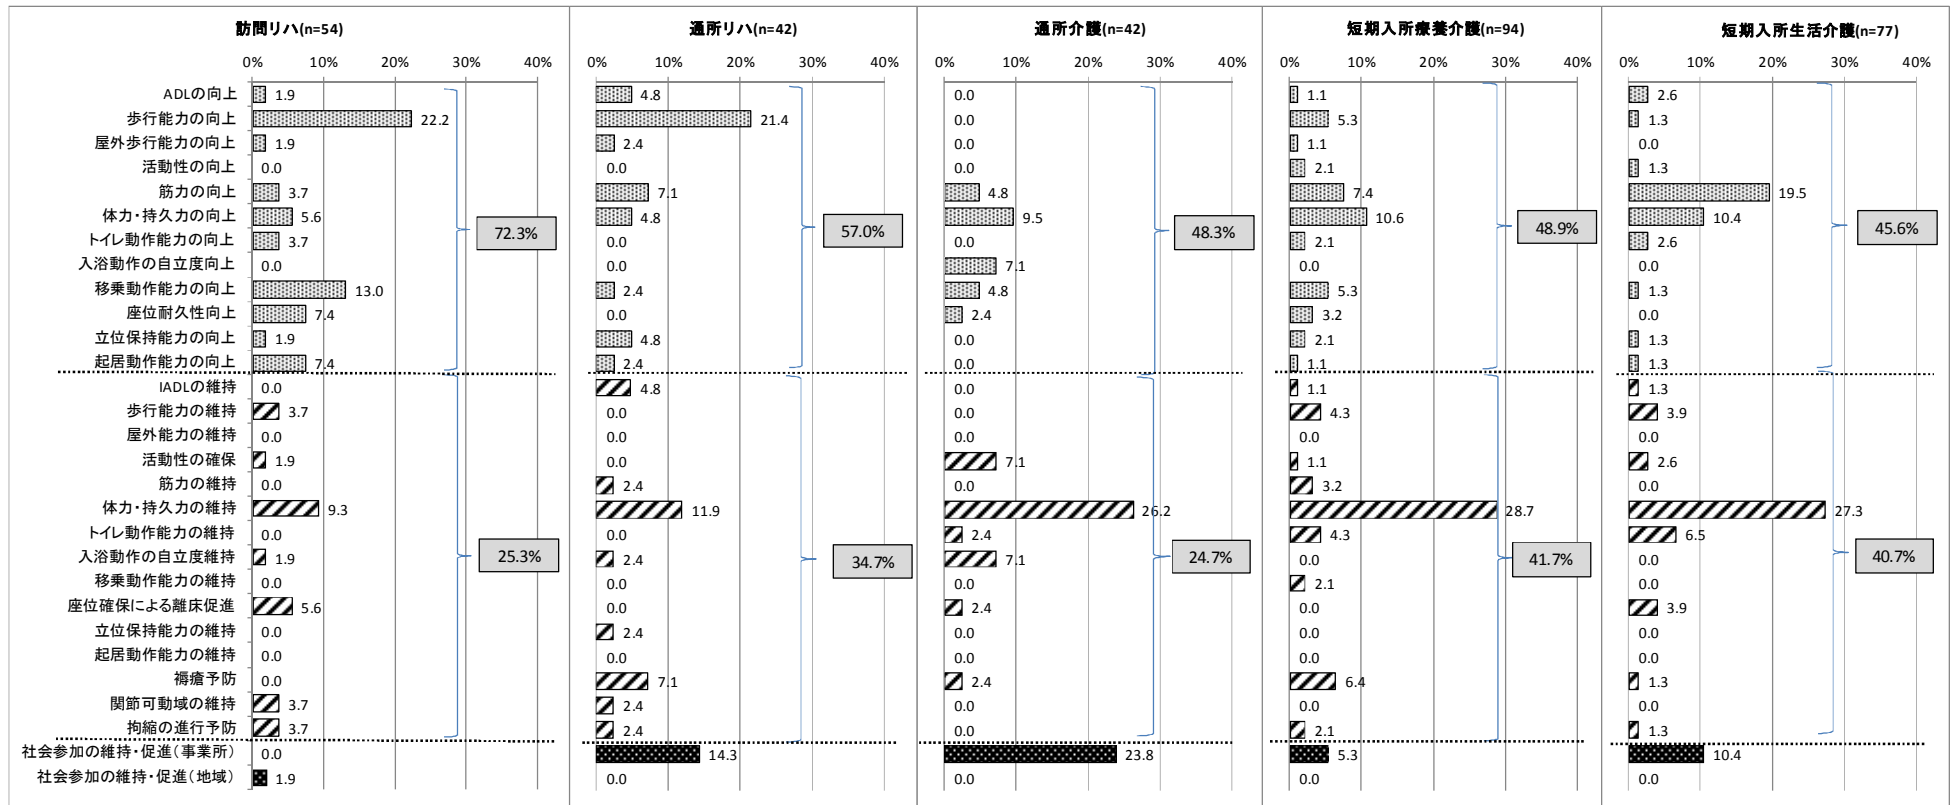 訪問リハ(n=54) 通所リハ(n=42) 通所介護(n=42) 短期入所療養介護(n=94) 短期入所生活介護(n=77)
0% 10% 20% 30% 40% 0% 10% 20% 30% 40% 0% 10% 20% 30% 40% 0% 10% 20% 30% 40% 0% 10% 20% 30% 40%
ADLの向上 1.9 4.8 0.0 1.1 2.6
歩行能力の向上 22.2 21.4 0.0 5.3 1.3
屋外歩行能力の向上 1.9 2.4 0.0 1.1 0.0
活動性の向上 0.0 0.0 0.0 2.1 1.3
筋力の向上 3.7 7.1 4.8 7.4 19.5
体力・持久力の向上 5.6 4.8 9.5 10.6 10.4
72.3% 57.0% 48.3% 48.9% 45.6%
トイレ動作能力の向上 3.7 0.0 0.0 2.1 2.6
入浴動作の自立度向上 0.0 0.0 7.1 0.0 0.0
移乗動作能力の向上 13.0 2.4 4.8 5.3 1.3
座位耐久性向上 7.4 0.0 2.4 3.2 0.0
立位保持能力の向上 1.9 4.8 0.0 2.1 1.3
起居動作能力の向上 7.4 2.4 0.0 1.1 1.3
IADLの維持 0.0 4.8 0.0 1.1 1.3
歩行能力の維持 3.7 0.0 0.0 4.3 3.9
屋外能力の維持 0.0 0.0 0.0 0.0 0.0
活動性の確保 1.9 0.0 7.1 1.1 2.6
筋力の維持 0.0 2.4 0.0 3.2 0.0
体力・持久力の維持 9.3 11.9 26.2 28.7 27.3
トイレ動作能力の維持 0.0 0.0 2.4 4.3 6.5
入浴動作の自立度維持 1.9 2.4 7.1 0.0 0.0
25.3% 34.7% 24.7% 41.7% 40.7%
移乗動作能力の維持 0.0 0.0 0.0 2.1 0.0
座位確保による離床促進 5.6 0.0 2.4 0.0 3.9
立位保持能力の維持 0.0 2.4 0.0 0.0 0.0
起居動作能力の維持 0.0 0.0 0.0 0.0 0.0
褥瘡予防 0.0 7.1 2.4 6.4 1.3
関節可動域の維持 3.7 2.4 0.0 0.0 0.0
拘縮の進行予防 3.7 2.4 0.0 2.1 1.3
社会参加の維持・促進（事業所） 0.0 14.3 23.8 5.3 10.4
社会参加の維持・促進（地域） 1.9 0.0 0.0 0.0 0.0